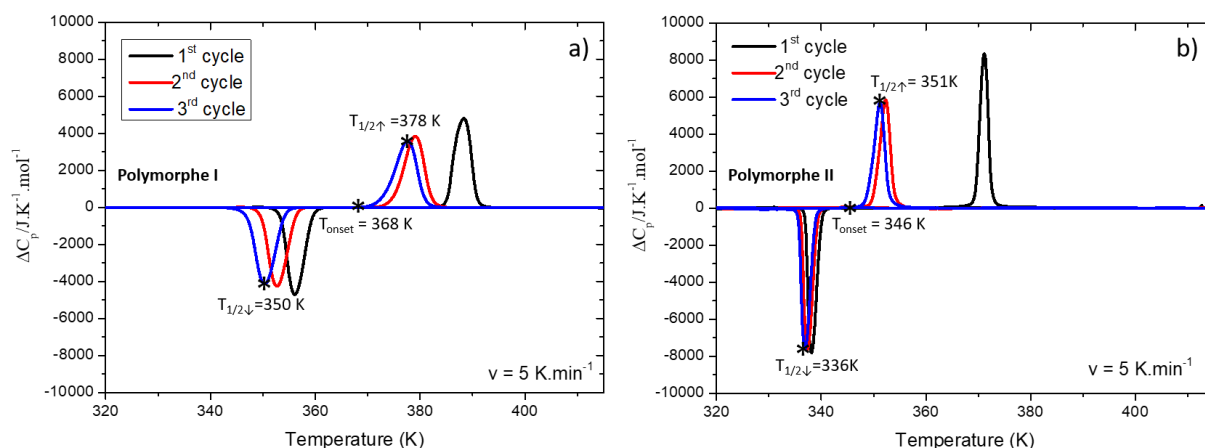 a)
1st cycle
2nd cycle
3rd cycle
T1/2↑ =378 K
Polymorphe I
Tonset = 368 K
T1/2↓=350 K
v = 5 K.min-1
10000
8000
6000
4000
2000
0
-2000
-4000
-6000
-8000
-10000
ΔCp/J.K-1.mol-1
320 340 360 380 400
Temperature (K)
b)
1st cycle
2nd cycle
3rd cycle
T1/2↑ = 351K
Polymorphe II
Tonset = 346 K
T1/2↓=336K
v = 5 K.min-1
10000
8000
6000
4000
2000
0
-2000
-4000
-6000
-8000
-10000
ΔCp/J.K-1.mol-1
320 340 360 380 400
Temperature (K)